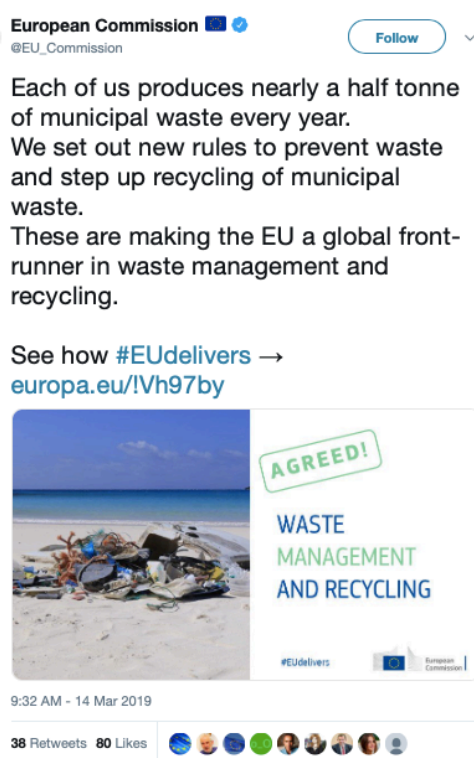 European Commission
@EU_Commission
Follow
Each of us produces nearly a half tonne
of municipal waste every year.
We set out new rules to prevent waste
and step up recycling of municipal
waste.
These are making the EU a global front-
runner in waste management and
recycling.
See how #EUdelivers →
europa.eu/!Vh97by
AGREED!
WASTE
MANAGEMENT
AND RECYCLING
#EUdelivers
European
Commission
9:32 AM - 14 Mar 2019
38 Retweets 80 Likes